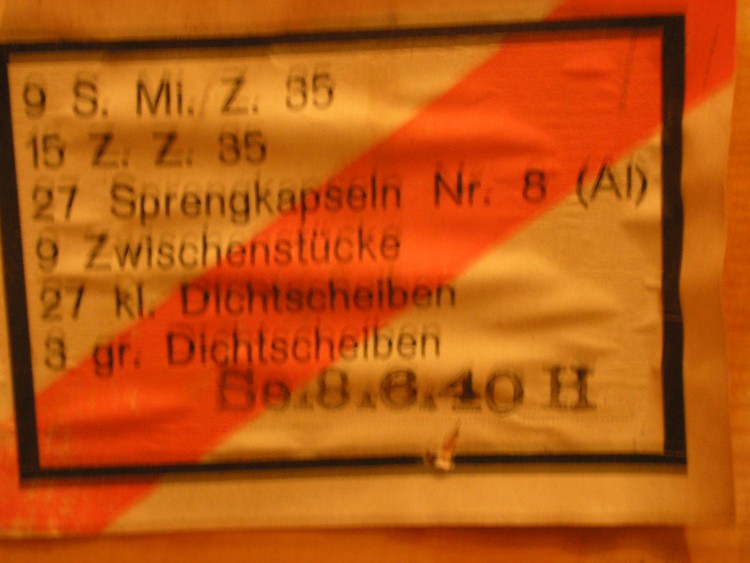 9 S. Mi. Z. 35
15 Z. Z. 35
27 Sprengkapseln Nr. 8 (Al)
9 Zwischenstücke
27 kl. Dichtscheiben
3 gr. Dichtscheiben
Se.8.6.40 H